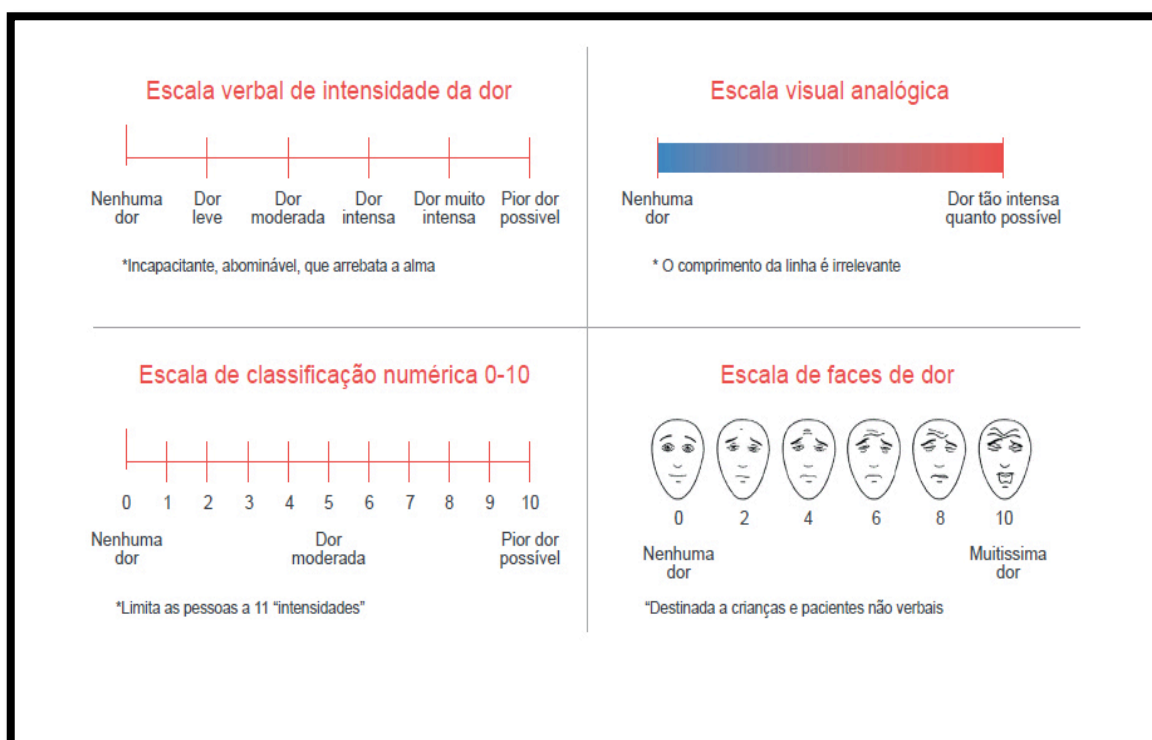 Escala verbal de intensidade da dor
Nenhuma dor
Dor leve
Dor moderada
Dor intensa
Dor muito intensa
Pior dor possivel
*Incapacitante, abominável, que arrebata a alma
Escala visual analógica
Nenhuma dor
Dor tão intensa quanto possível
* O comprimento da linha é irrelevante
Escala de classificação numérica 0-10
0 1 2 3 4 5 6 7 8 9 10
Nenhuma dor
Dor moderada
Pior dor possível
*Limita as pessoas a 11 “intensidades”
Escala de faces de dor
0 2 4 6 8 10
Nenhuma dor
Muitissima dor
“Destinada a crianças e pacientes não verbais